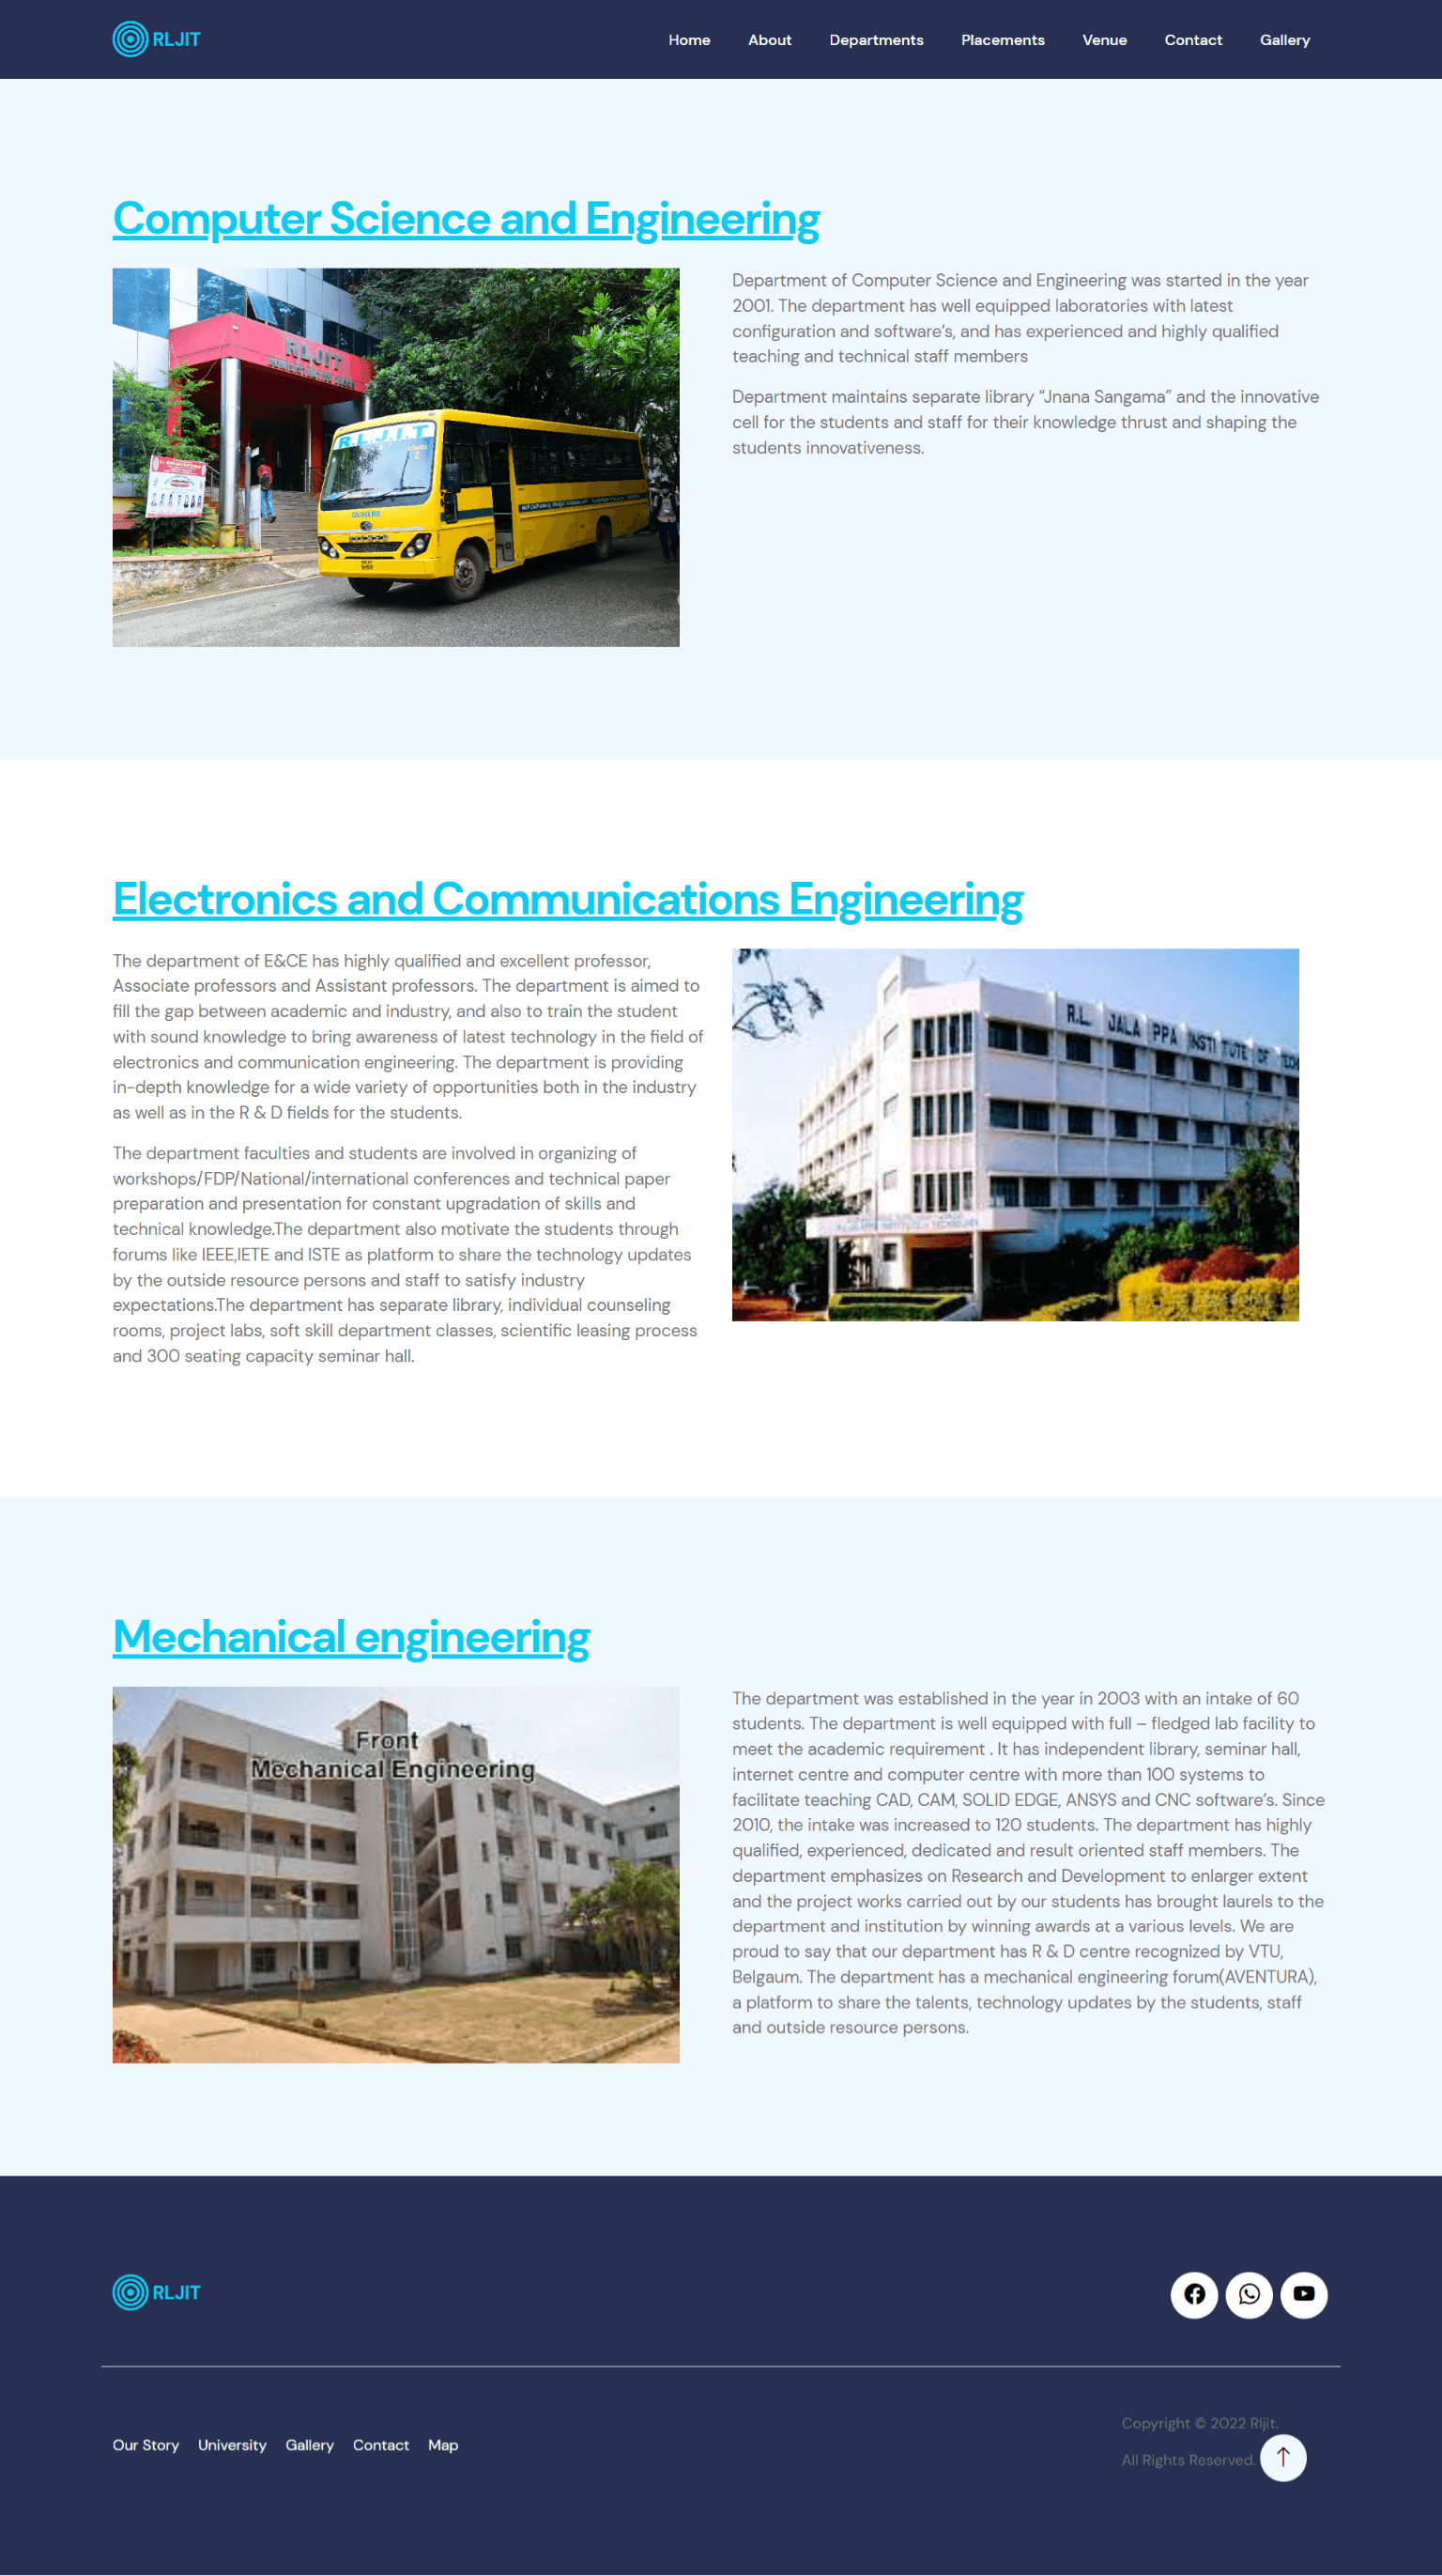 RLJIT
Home About Departments Placements Venue Contact Gallery
Computer Science and Engineering
RLJIT
R.L.J.I.T
2
COLLEGE BUS
EICHER
Department of Computer Science and Engineering was started in the year
2001. The department has well equipped laboratories with latest
configuration and software’s, and has experienced and highly qualified
teaching and technical staff members
Department maintains separate library “Jnana Sangama” and the innovative
cell for the students and staff for their knowledge thrust and shaping the
students innovativeness.
Electronics and Communications Engineering
The department of E&CE has highly qualified and excellent professor,
Associate professors and Assistant professors. The department is aimed to
fill the gap between academic and industry, and also to train the student
with sound knowledge to bring awareness of latest technology in the field of
electronics and communication engineering. The department is providing
in-depth knowledge for a wide variety of opportunities both in the industry
as well as in the R & D fields for the students.
The department faculties and students are involved in organizing of
workshops/FDP/National/international conferences and technical paper
preparation and presentation for constant upgradation of skills and
technical knowledge.The department also motivate the students through
forums like IEEE,IETE and ISTE as platform to share the technology updates
by the outside resource persons and staff to satisfy industry
expectations.The department has separate library, individual counseling
rooms, project labs, soft skill department classes, scientific leasing process
and 300 seating capacity seminar hall.
R.L. JALAPPA INSTITUTE OF
Mechanical engineering
Front
Mechanical Engineering
The department was established in the year in 2003 with an intake of 60
students. The department is well equipped with full – fledged lab facility to
meet the academic requirement . It has independent library, seminar hall,
internet centre and computer centre with more than 100 systems to
facilitate teaching CAD, CAM, SOLID EDGE, ANSYS and CNC software’s. Since
2010, the intake was increased to 120 students. The department has highly
qualified, experienced, dedicated and result oriented staff members. The
department emphasizes on Research and Development to enlarger extent
and the project works carried out by our students has brought laurels to the
department and institution by winning awards at a various levels. We are
proud to say that our department has R & D centre recognized by VTU,
Belgaum. The department has a mechanical engineering forum(AVENTURA),
a platform to share the talents, technology updates by the students, staff
and outside resource persons.
RLJIT
Our Story University Gallery Contact Map
Copyright © 2022 Rljit.
All Rights Reserved.